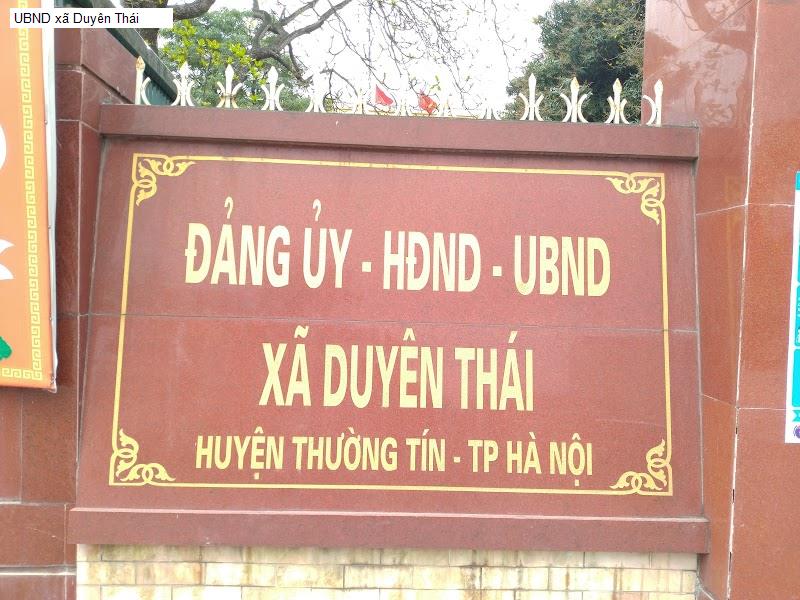 UBND xã Duyên Thái
ĐẢNG ỦY - HĐND - UBND
XÃ DUYÊN THÁI
HUYỆN THƯỜNG TÍN - TP HÀ NỘI